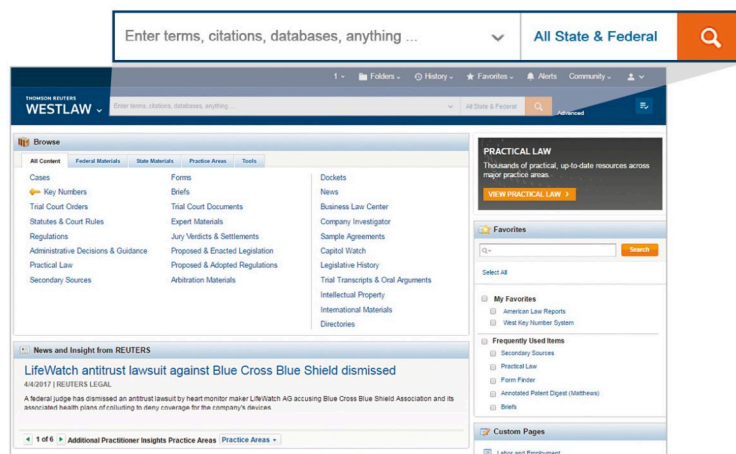 Enter terms, citations, databases, anything ...
All State & Federal
1
Folders
History
Favorites
Alerts
Community
THOMSON REUTERS
WESTLAW
Enter terms, citations, databases, anything ...
All State & Federal
Advanced
Browse
All Content
Federal Materials
State Materials
Practice Areas
Tools
Cases
Key Numbers
Trial Court Orders
Statutes & Court Rules
Regulations
Administrative Decisions & Guidance
Practical Law
Secondary Sources
Forms
Briefs
Trial Court Documents
Expert Materials
Jury Verdicts & Settlements
Proposed & Enacted Legislation
Proposed & Adopted Regulations
Arbitration Materials
Dockets
News
Business Law Center
Company Investigator
Sample Agreements
Capitol Watch
Legislative History
Trial Transcripts & Oral Arguments
Intellectual Property
International Materials
Directories
PRACTICAL LAW
Thousands of practical, up-to-date resources across
major practice areas.
VIEW PRACTICAL LAW >
Favorites
Search
Select All
My Favorites
American Law Reports
West Key Number System
Frequently Used Items
Secondary Sources
Practical Law
Form Finder
Annotated Patent Digest (Matthews)
Briefs
Custom Pages
Labor and Employment
News and Insight from REUTERS
LifeWatch antitrust lawsuit against Blue Cross Blue Shield dismissed
4/4/2017 | REUTERS LEGAL
A federal judge has dismissed an antitrust lawsuit by heart monitor maker LifeWatch AG accusing Blue Cross Blue Shield Association and its
associated health plans of colluding to deny coverage for the company's devices
1 of 6
Additional Practitioner Insights Practice Areas
Practice Areas